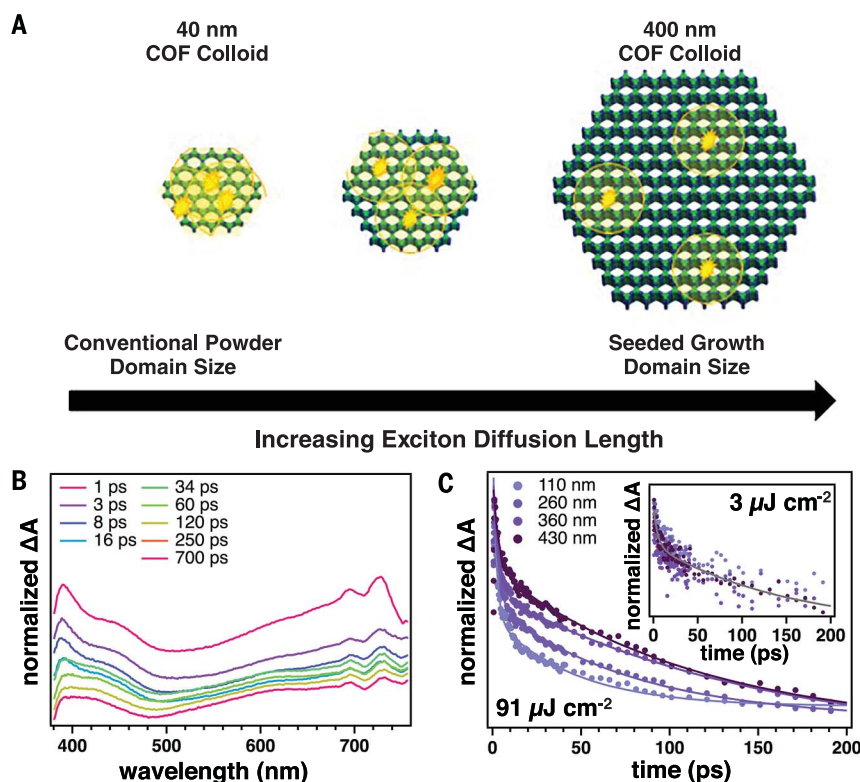 A
40 nm
COF Colloid
400 nm
COF Colloid
Conventional Powder
Domain Size
Seeded Growth
Domain Size
Increasing Exciton Diffusion Length
B
1 ps
3 ps
8 ps
16 ps
34 ps
60 ps
120 ps
250 ps
700 ps
normalized ΔA
400
500
600
700
wavelength (nm)
C
110 nm
260 nm
360 nm
430 nm
normalized ΔA
91 μJ cm-2
0
50
100
150
200
time (ps)
3 μJ cm-2
normalized ΔA
0
50
100
150
200
time (ps)